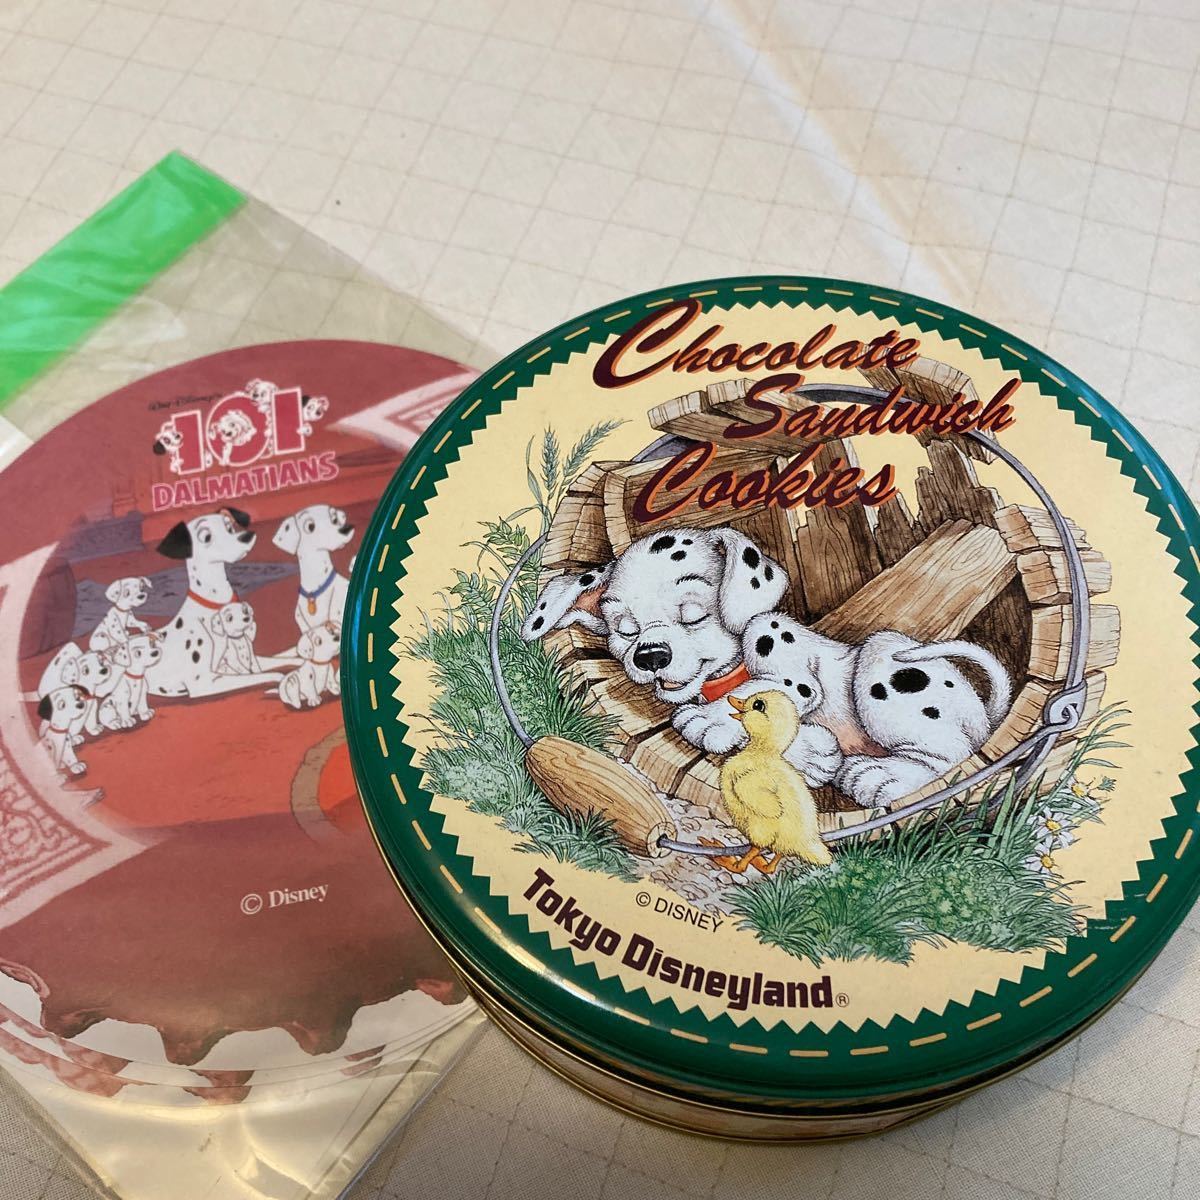 Walt Disney's
101
DALMATIANS
© Disney
Chocolate
Sandwich
Cookies
© DISNEY
Tokyo Disneyland®